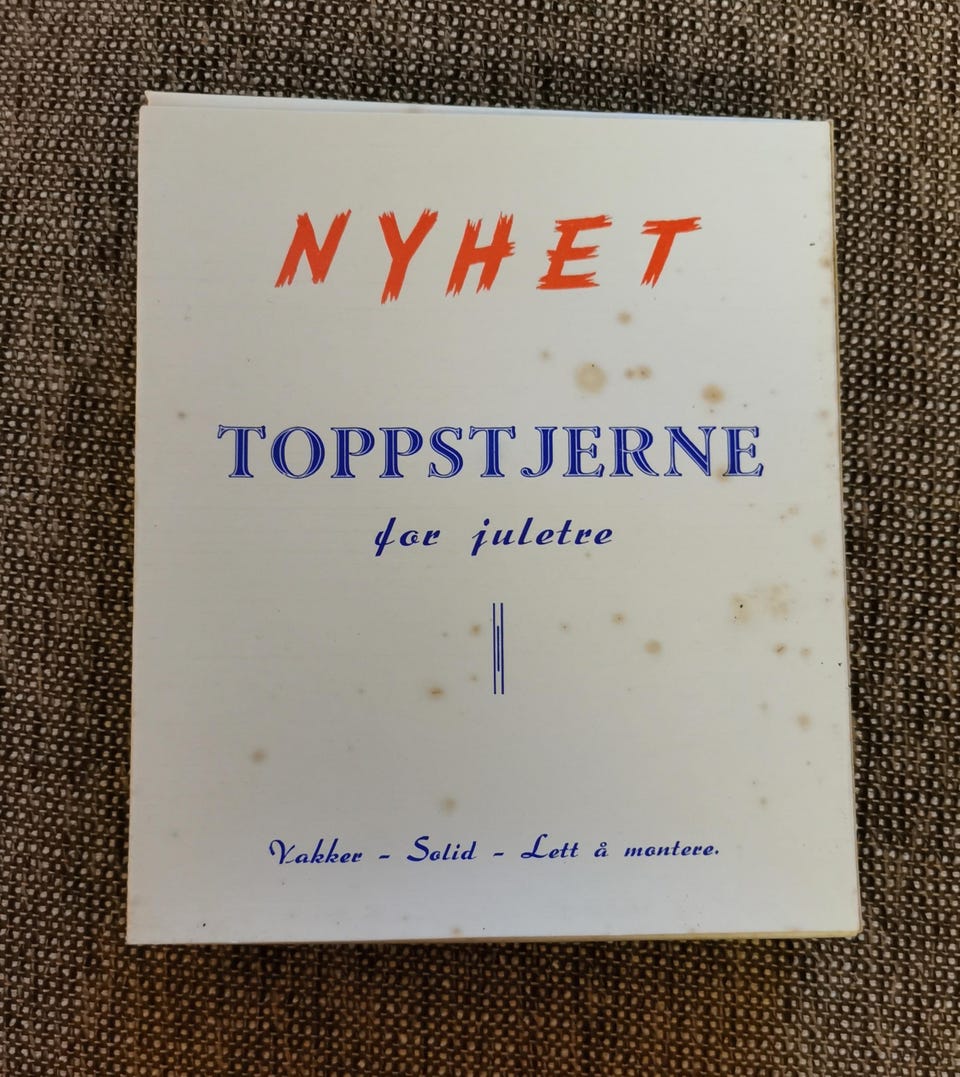 NYHET
TOPPSTJERNE
for juletre
Vakker - Solid - Lett å montere.